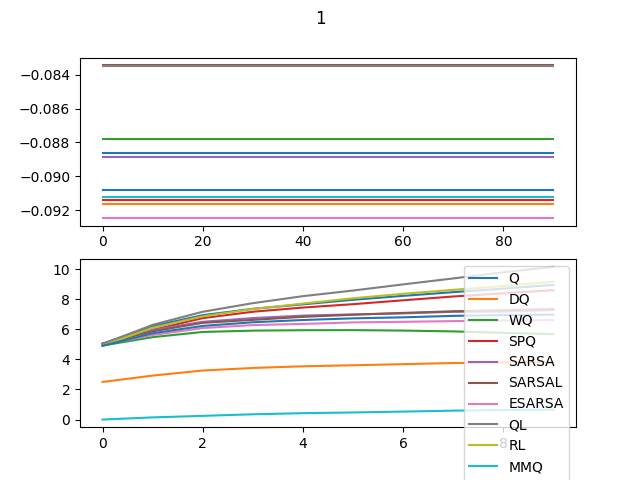 1
−0.084
−0.086
−0.088
−0.090
−0.092
0 20 40 60 80
10
8
6
4
2
0
0 2 4 6 8
Q
DQ
WQ
SPQ
SARSA
SARSAL
ESARSA
QL
RL
MMQ